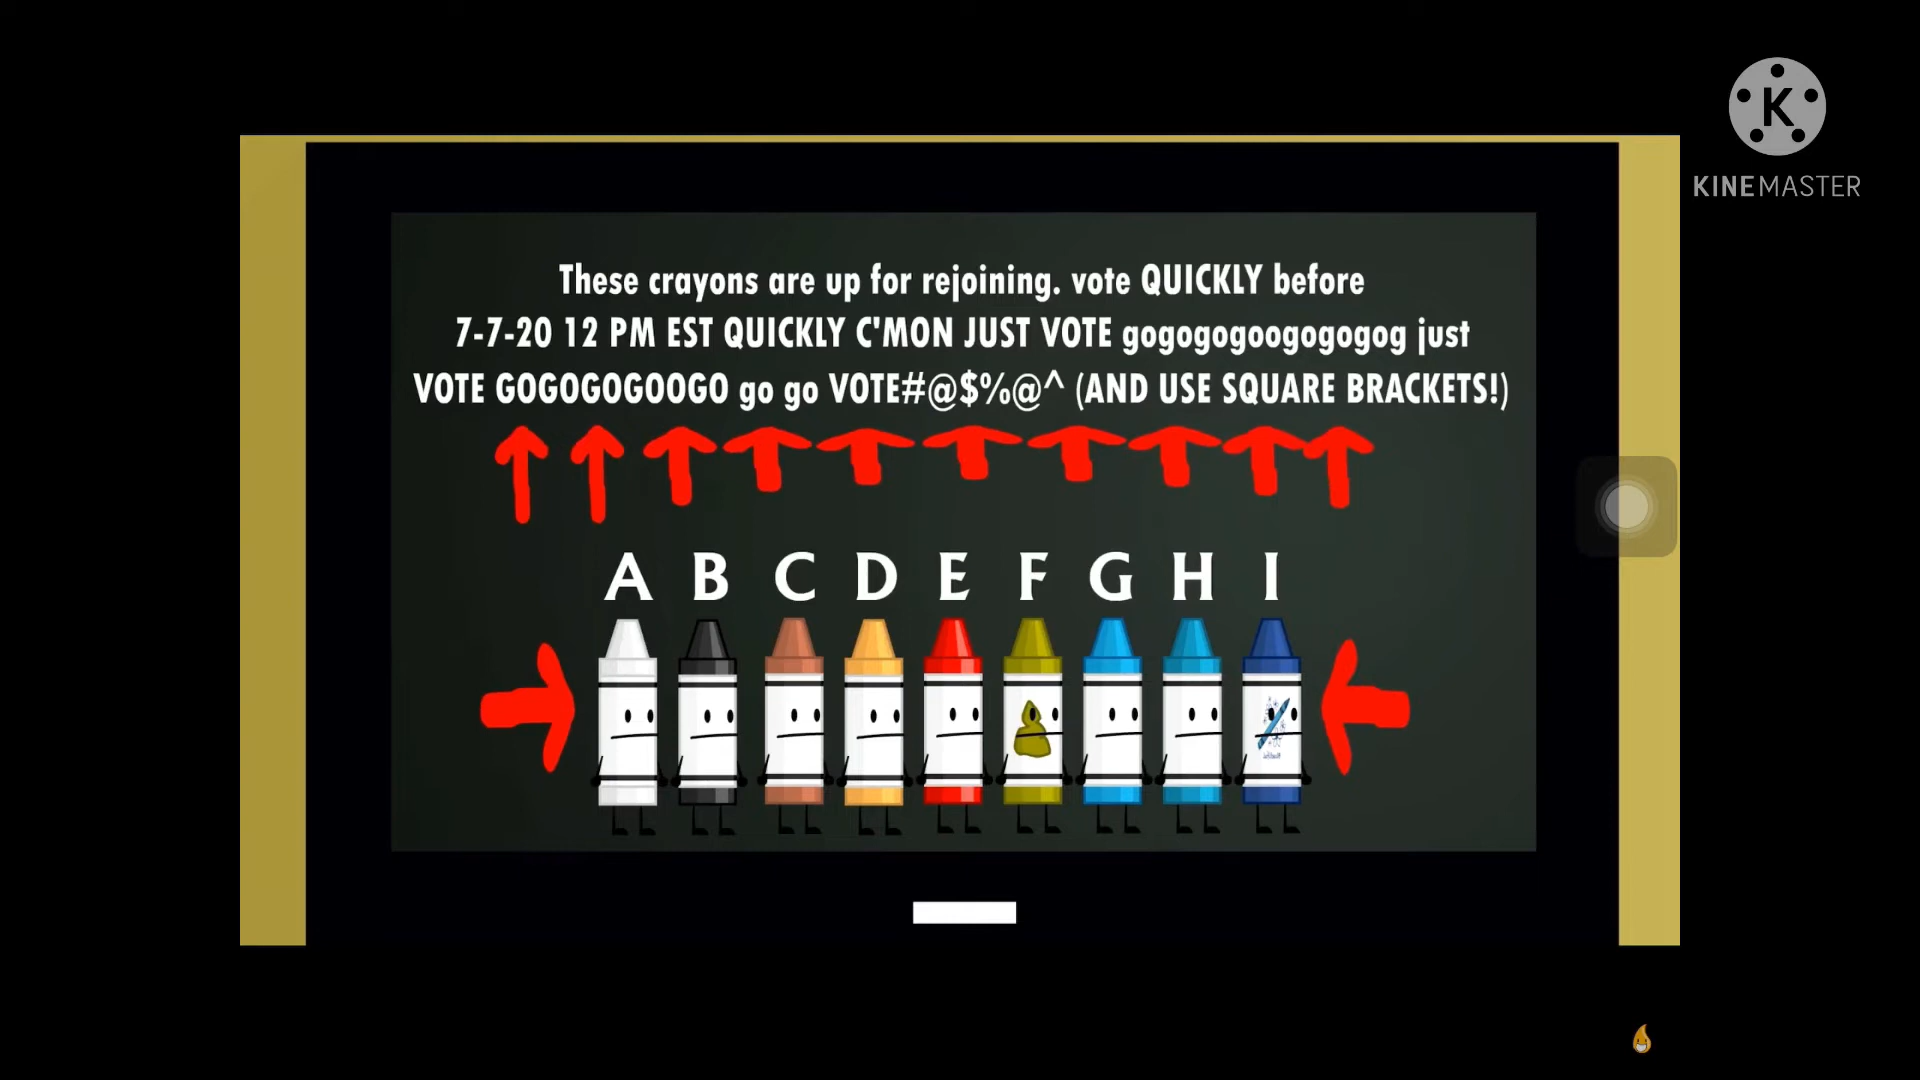 KINEMASTER
These crayons are up for rejoining. vote QUICKLY before
7-7-20 12 PM EST QUICKLY C'MON JUST VOTE gogogogoogogogog just
VOTE GOGOGOGOOGO go go VOTE#@$%@^ (AND USE SQUARE BRACKETS!)
A B C D E F G H I